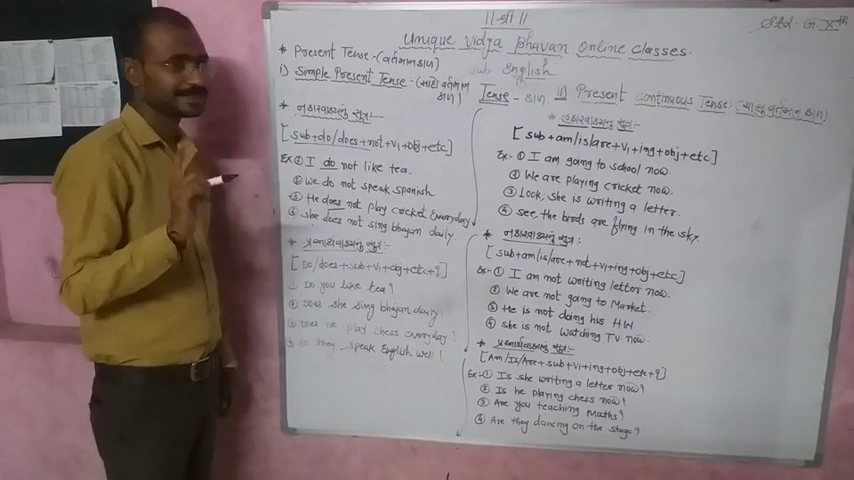 ||શ્રી||
Std - G. Xth
Unique Vidya Bhavan Online Classes.
Sub English
* Present Tense:- (વર્તમાનકાળ)
i) Simple Present Tense:- (સાદો વર્તમાન
કાળ)
Tense - કાળ
* નકારવાક્યનું સૂત્ર:-
[sub+do/does+not+V1+obj+etc]
Ex ① I do not like tea.
② We do not speak spanish
③ He does not play cricket Everyday
④ She does not sing bhajan daily
* પ્રશ્નાર્થવાક્યનું સૂત્ર:-
[Do/does+sub+V1+obj+etc+?]
① Do you like tea?
② Does she sing bhajan daily?
③ Does he play chess everyday?
④ Do they speak English well?
ii) Present Continuous Tense: (ચાલુ વર્તમાન કાળ)
[sub+am/is/are+V1+ing+obj+etc]
Ex:- ① I am going to school now.
② We are playing cricket now.
③ Look, she is writing a letter.
④ See, the birds are flying in the sky.
* નકારવાક્યનું સૂત્ર:
[sub+am/is/are+not+V1+ing+obj+etc]
Ex:- ① I am not writing letter now.
② We are not going to Market.
③ He is not doing his H.W.
④ She is not watching TV now.
* પ્રશ્નાર્થવાક્યનું સૂત્ર:-
[Am/Is/Are+sub+V1+ing+obj+etc+?]
Ex:- ① Is she writing a letter now?
② Is he playing chess now?
③ Are you teaching Maths?
④ Are they dancing on the stage?